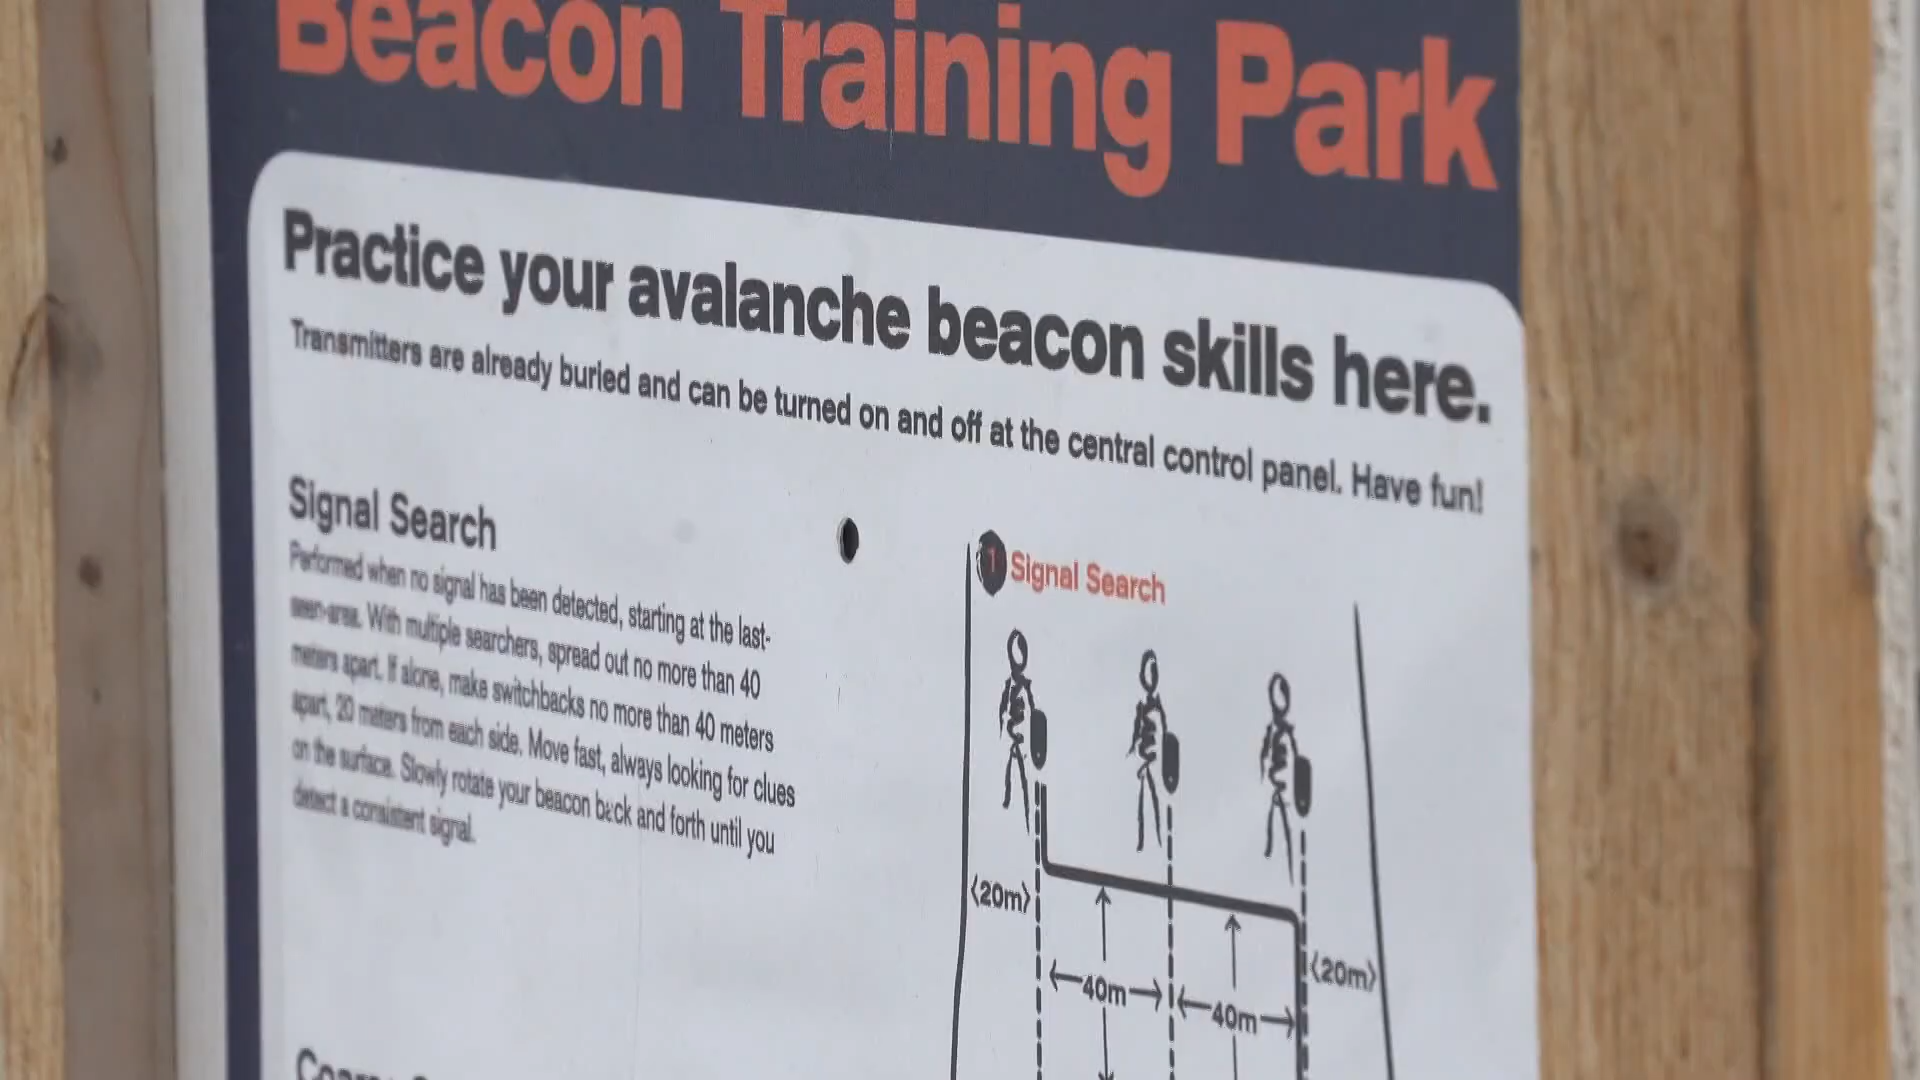 Beacon Training Park
Practice your avalanche beacon skills here.
Transmitters are already buried and can be turned on and off at the central control panel. Have fun!
Signal Search
Performed when no signal has been detected, starting at the last-
seen-area. With multiple searchers, spread out no more than 40
meters apart. If alone, make switchbacks no more than 40 meters
apart, 20 meters from each side. Move fast, always looking for clues
on the surface. Slowly rotate your beacon back and forth until you
detect a consistent signal.
1 Signal Search
⟨20m⟩
⟨20m⟩
40m
40m